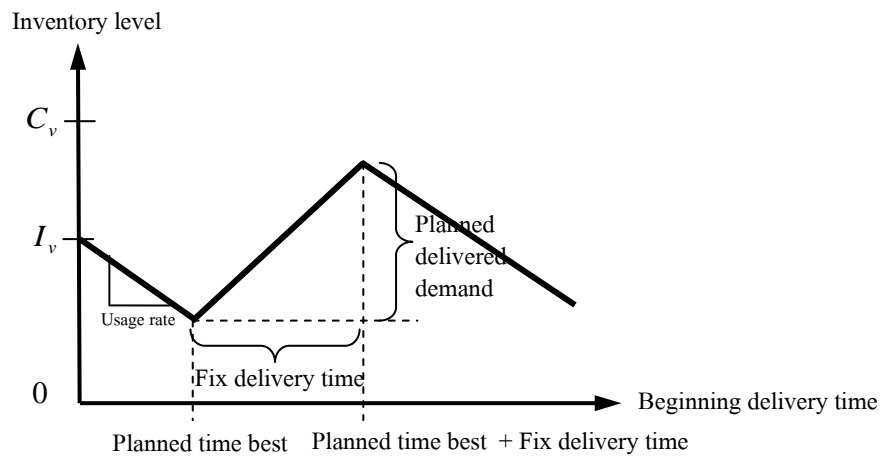 Inventory level
C_v
I_v
Planned
delivered
demand
Usage rate
Fix delivery time
0
Beginning delivery time
Planned time best
Planned time best + Fix delivery time